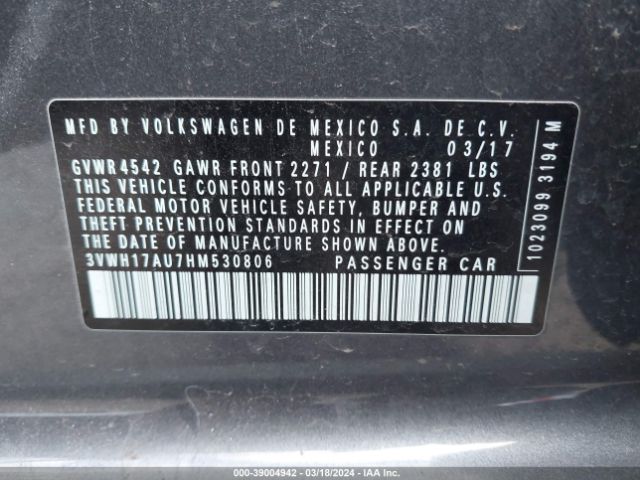 MFD BY VOLKSWAGEN DE MEXICO S.A. DE C.V.
MEXICO 03/17
GVWR 4542 GAWR FRONT 2271 / REAR 2381 LBS
THIS VEHICLE CONFORMS TO ALL APPLICABLE U.S.
FEDERAL MOTOR VEHICLE SAFETY, BUMPER AND
THEFT PREVENTION STANDARDS IN EFFECT ON
THE DATE OF MANUFACTURE SHOWN ABOVE
3VWH17AU7HM530806 PASSENGER CAR
1023099 3194 M
000-39004942 - 03/18/2024 - IAA Inc.